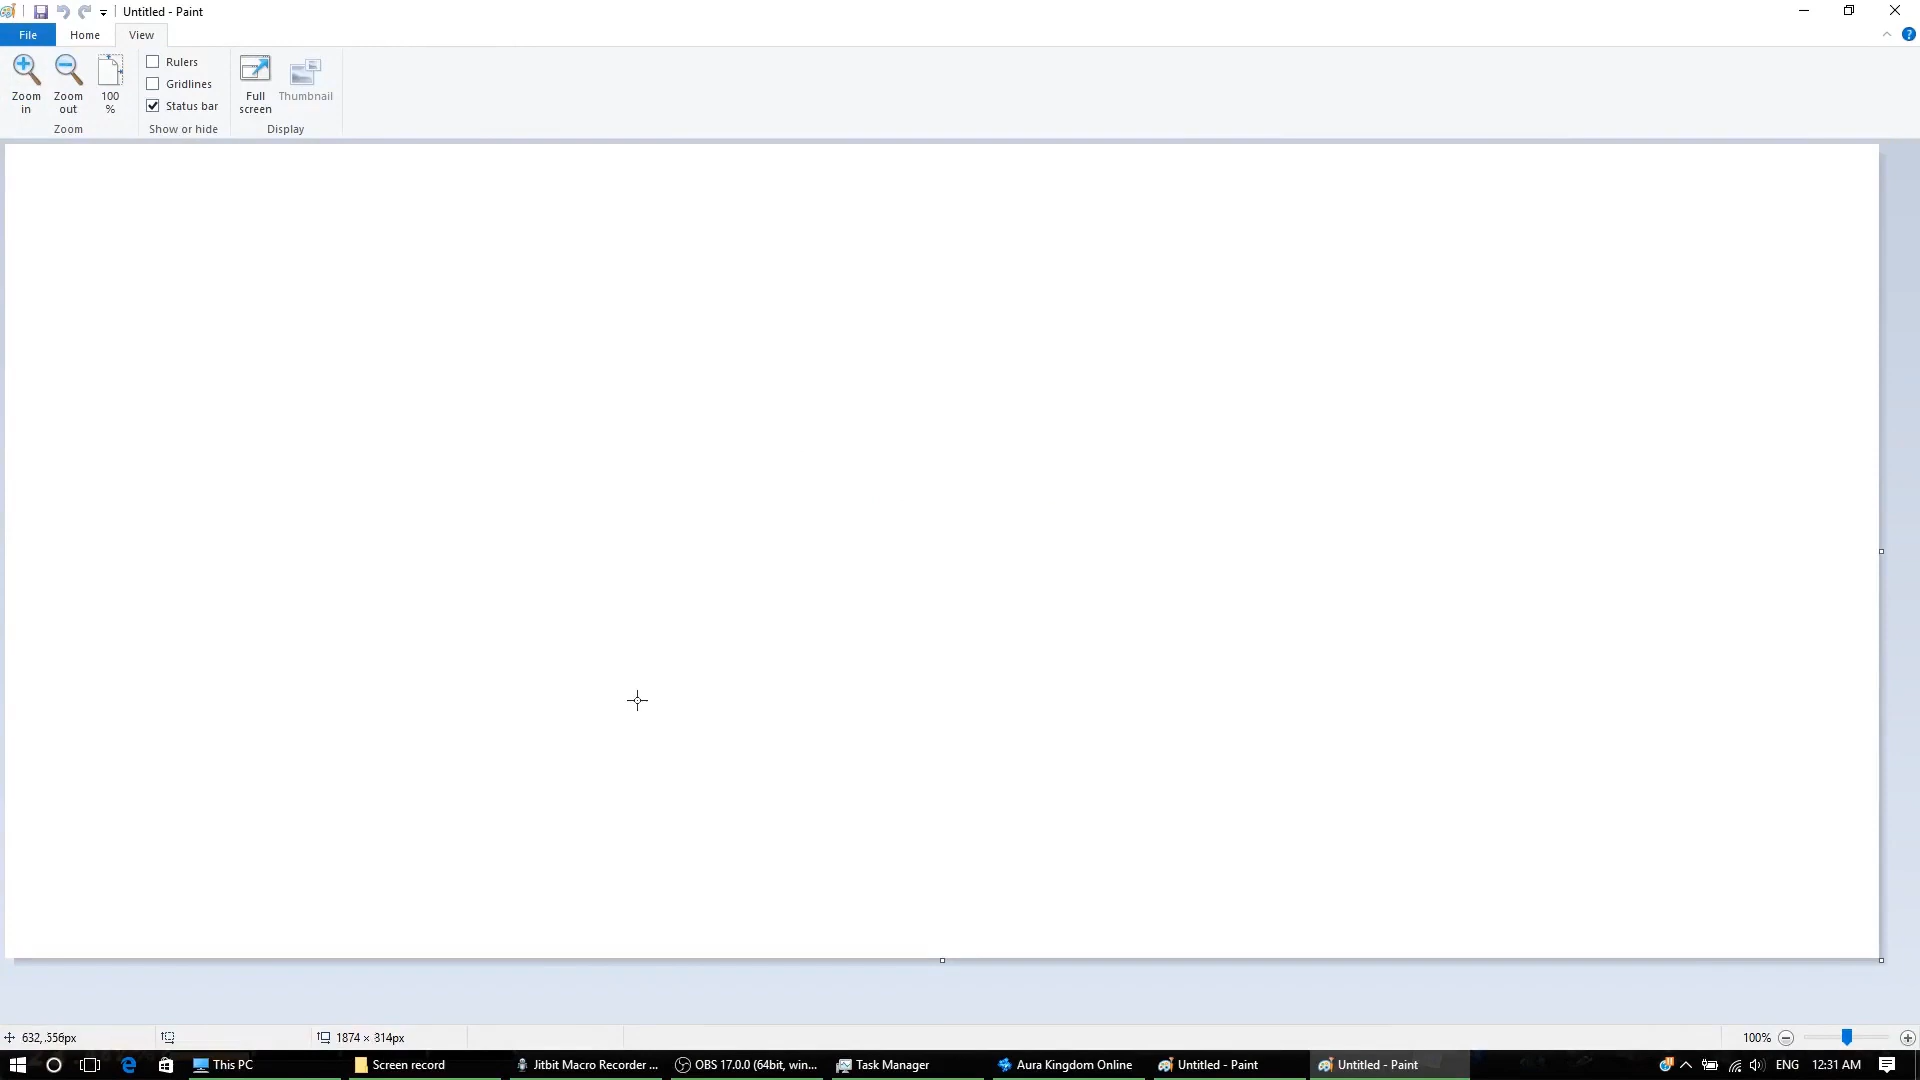 Untitled - Paint
File Home View
Rulers
Gridlines
Status bar
Zoom in
Zoom out
100 %
Full screen
Thumbnail
Zoom
Show or hide
Display
632, 556px
1874 × 814px
100%
This PC
Screen record
Jitbit Macro Recorder ...
OBS 17.0.0 (64bit, win...
Task Manager
Aura Kingdom Online
Untitled - Paint
Untitled - Paint
ENG
12:31 AM